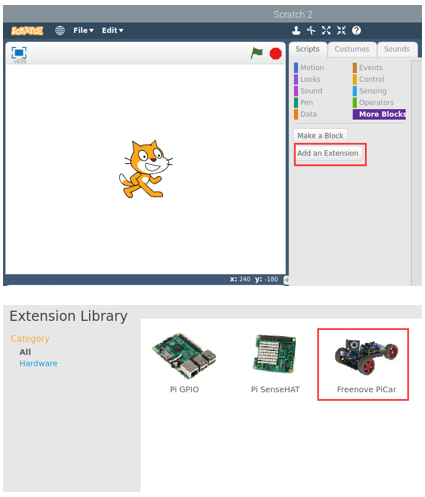 Scratch 2
SCRATCH File Edit
Scripts Costumes Sounds
Motion Events
Looks Control
Sound Sensing
Pen Operators
Data More Blocks
Make a Block
Add an Extension
x: 240 y: -180
Extension Library
Category
All
Hardware
Pi GPIO Pi SenseHAT Freenove PiCar